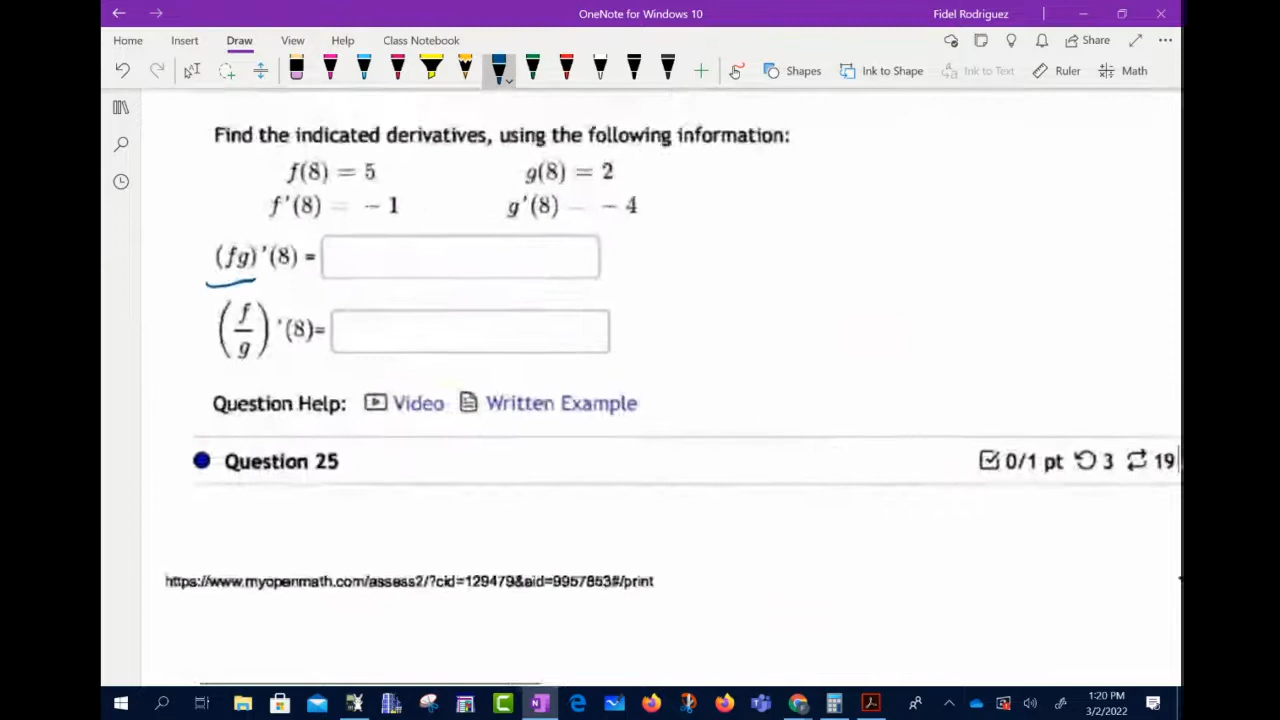 OneNote for Windows 10
Fidel Rodriguez
Home Insert Draw View Help Class Notebook
Share
Shapes Ink to Shape Ink to Text Ruler Math
Find the indicated derivatives, using the following information:
f(8) = 5 g(8) = 2
f'(8) = - 1 g'(8) = - 4
(fg)'(8) =
(f/g)'(8)=
Question Help: Video Written Example
Question 25 0/1 pt 3 19
https://www.myopenmath.com/assess2/?cid=129479&aid=9957853#/print
1:20 PM
3/2/2022